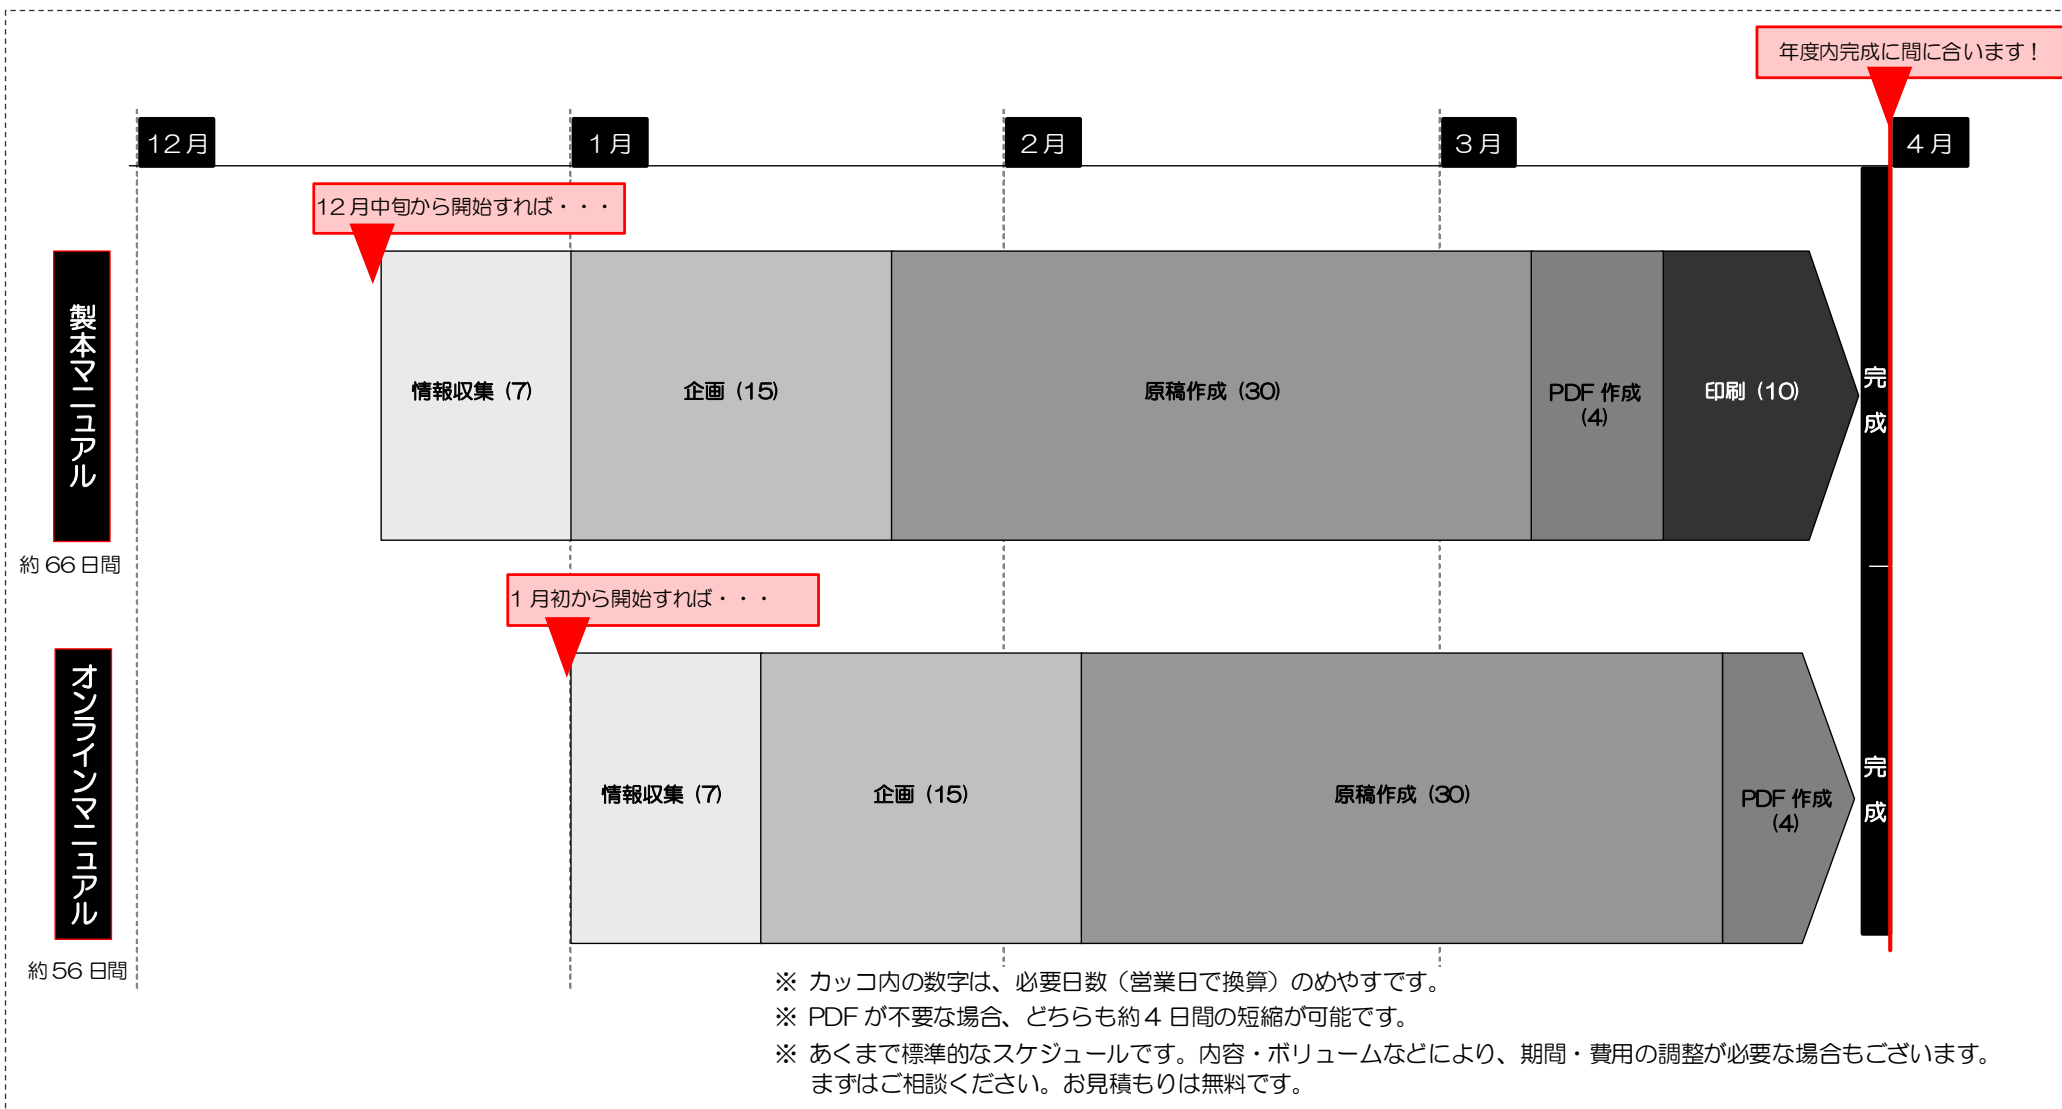 年度内完成に間に合います！
12月 1月 2月 3月 4月
12月中旬から開始すれば・・・
製本マニュアル
情報収集（7）
企画（15）
原稿作成（30）
PDF 作成
（4）
印刷（10）
完成
約 66 日間
1 月初から開始すれば・・・
オンラインマニュアル
情報収集（7）
企画（15）
原稿作成（30）
PDF 作成
（4）
完成
約 56 日間
※ カッコ内の数字は、必要日数（営業日で換算）のめやすです。
※ PDF が不要な場合、どちらも約 4 日間の短縮が可能です。
※ あくまで標準的なスケジュールです。内容・ボリュームなどにより、期間・費用の調整が必要な場合もございます。
まずはご相談ください。お見積もりは無料です。